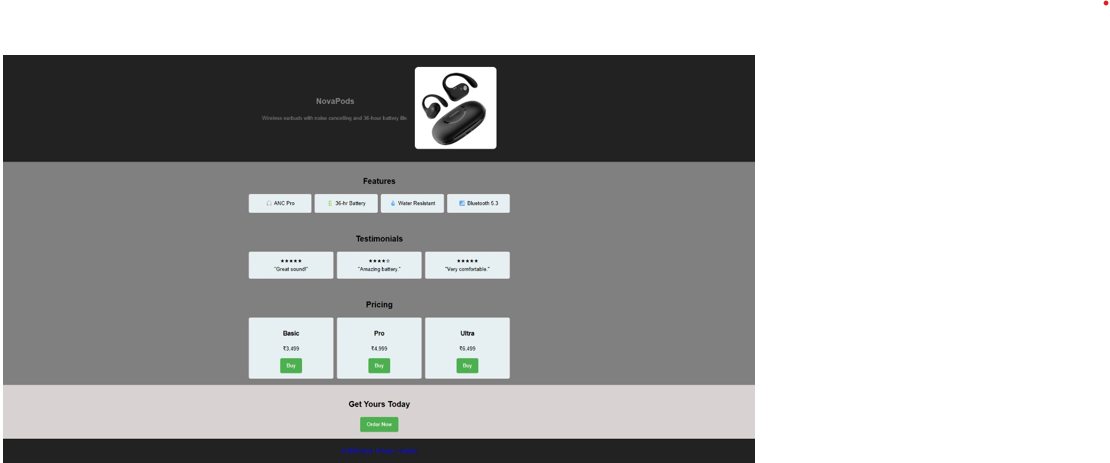 NovaPods
Wireless earbuds with noise cancelling and 36-hour battery life.
Features
ANC Pro
36-hr Battery
Water Resistant
Bluetooth 5.3
Testimonials
★★★★★
"Great sound!"
★★★★☆
"Amazing battery."
★★★★★
"Very comfortable."
Pricing
Basic
₹3,499
Buy
Pro
₹4,999
Buy
Ultra
₹6,499
Buy
Get Yours Today
Order Now